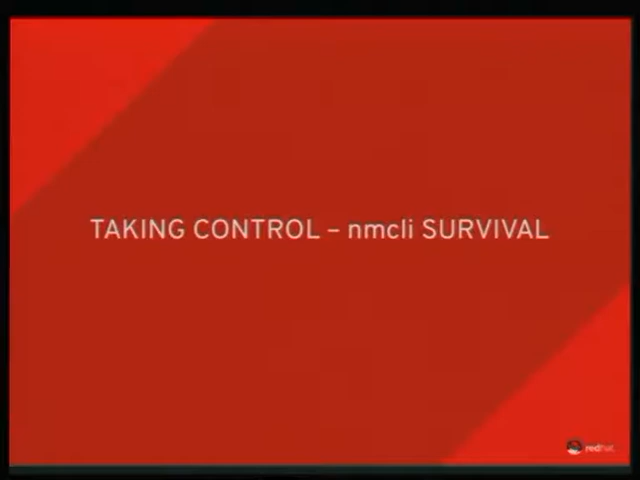 TAKING CONTROL – nmcli SURVIVAL
redhat